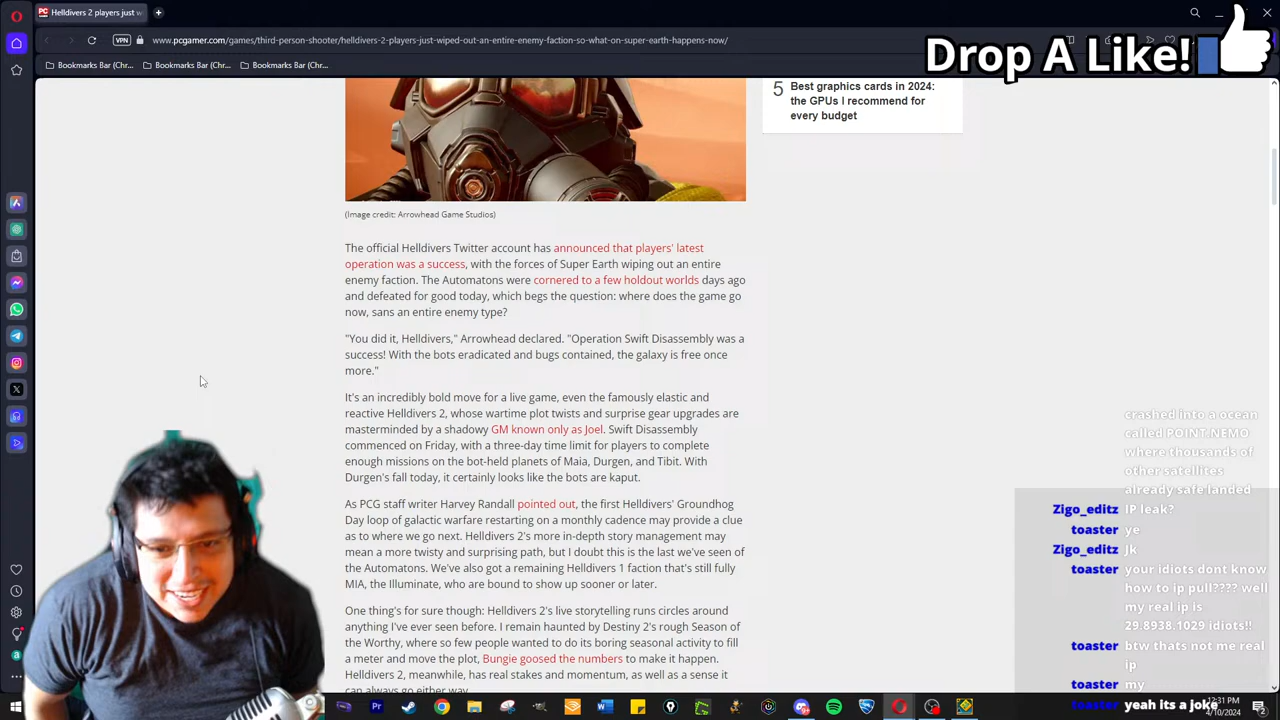 Helldivers 2 players just w
VPN
www.pcgamer.com/games/third-person-shooter/helldivers-2-players-just-wiped-out-an-entire-enemy-faction-so-what-on-super-earth-happens-now/
Bookmarks Bar (Chr...
Bookmarks Bar (Chr...
Bookmarks Bar (Chr...
Drop A Like!
5
Best graphics cards in 2024:
the GPUs I recommend for
every budget
(Image credit: Arrowhead Game Studios)
The official Helldivers Twitter account has announced that players' latest
operation was a success, with the forces of Super Earth wiping out an entire
enemy faction. The Automatons were cornered to a few holdout worlds days ago
and defeated for good today, which begs the question: where does the game go
now, sans an entire enemy type?
"You did it, Helldivers," Arrowhead declared. "Operation Swift Disassembly was a
success! With the bots eradicated and bugs contained, the galaxy is free once
more."
It's an incredibly bold move for a live game, even the famously elastic and
reactive Helldivers 2, whose wartime plot twists and surprise gear upgrades are
masterminded by a shadowy GM known only as Joel. Swift Disassembly
commenced on Friday, with a three-day time limit for players to complete
enough missions on the bot-held planets of Maia, Durgen, and Tibit. With
Durgen's fall today, it certainly looks like the bots are kaput.
As PCG staff writer Harvey Randall pointed out, the first Helldivers' Groundhog
Day loop of galactic warfare restarting on a monthly cadence may provide a clue
as to where we go next. Helldivers 2's more in-depth story management may
mean a more twisty and surprising path, but I doubt this is the last we've seen of
the Automatons. We've also got a remaining Helldivers 1 faction that's still fully
MIA, the Illuminate, who are bound to show up sooner or later.
One thing's for sure though: Helldivers 2's live storytelling runs circles around
anything I've ever seen before. I remain haunted by Destiny 2's rough Season of
the Worthy, where so few people wanted to do its boring seasonal activity to fill
a meter and move the plot, Bungie goosed the numbers to make it happen.
Helldivers 2, meanwhile, has real stakes and momentum, as well as a sense it
can always go either way.
crashed into a ocean
called POINT NEMO
where thousands of
other satellites
already safe landed
Zigo_editz IP leak?
toaster ye
Zigo_editz Jk
toaster your idiots dont know
how to ip pull???? well
my real ip is
29.8938.1029 idiots!!
toaster btw thats not me real
ip
toaster my
toaster yeah its a joke
12:31 PM
4/10/2024